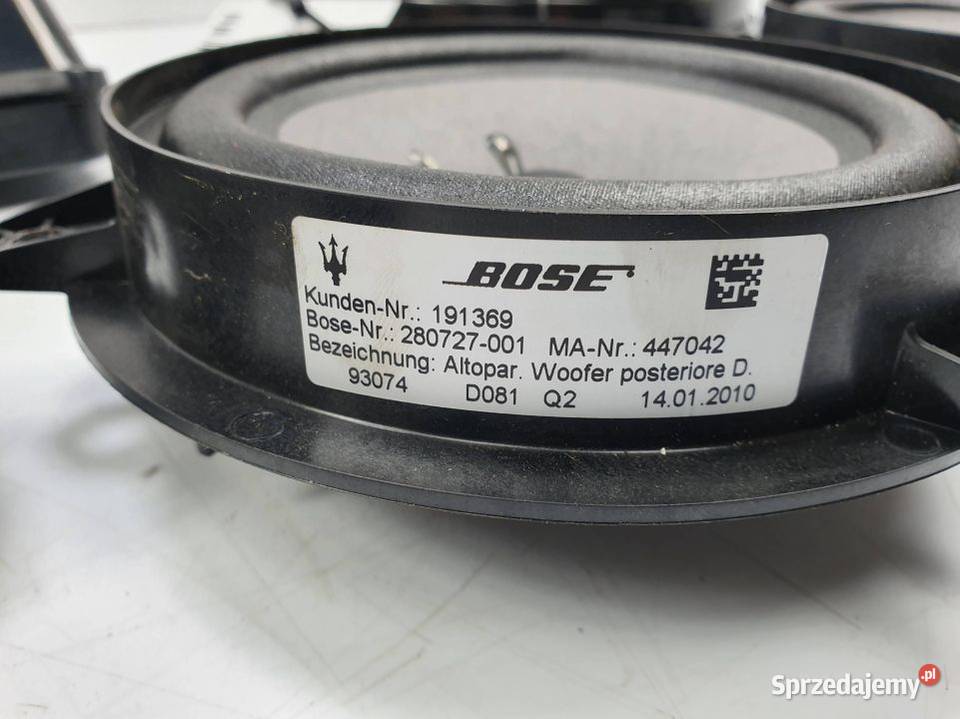 BOSE
Kunden-Nr.: 191369
Bose-Nr.: 280727-001 MA-Nr.: 447042
Bezeichnung: Altopar. Woofer posteriore D.
93074 D081 Q2 14.01.2010
Sprzedajemy.pl